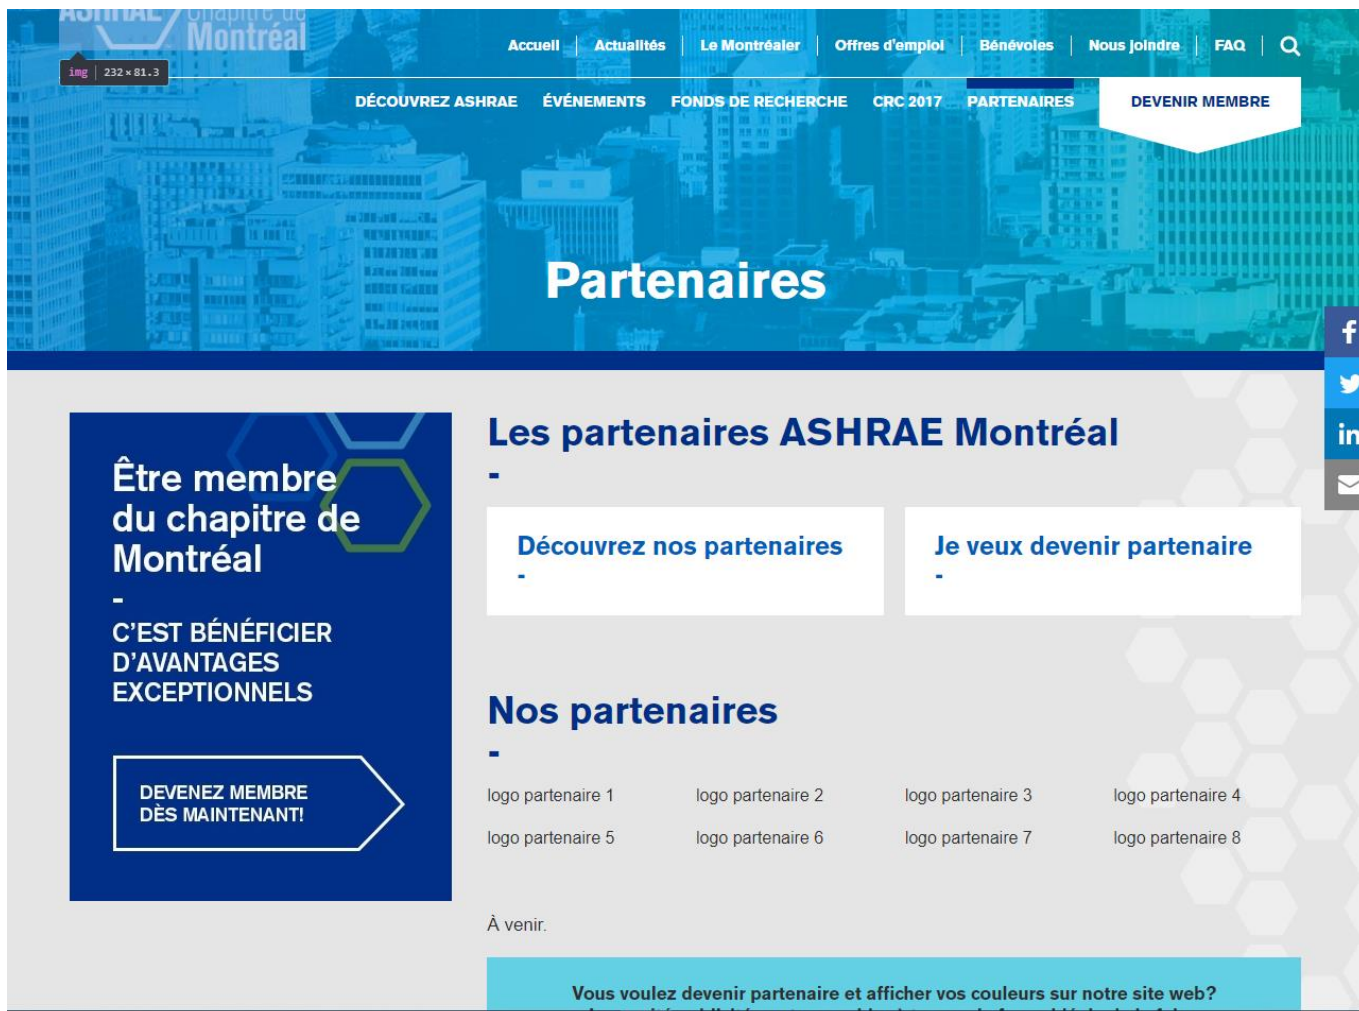 ASHRAE Chapitre de
Montréal
img | 232 × 81.3
Accueil | Actualités | Le Montréaler | Offres d'emploi | Bénévoles | Nous joindre | FAQ |
DÉCOUVREZ ASHRAE ÉVÉNEMENTS FONDS DE RECHERCHE CRC 2017 PARTENAIRES DEVENIR MEMBRE
Partenaires
Être membre
du chapitre de
Montréal
-
C'EST BÉNÉFICIER
D'AVANTAGES
EXCEPTIONNELS
DEVENEZ MEMBRE
DÈS MAINTENANT!
Les partenaires ASHRAE Montréal
-
Découvrez nos partenaires
-
Je veux devenir partenaire
-
Nos partenaires
-
logo partenaire 1 logo partenaire 2 logo partenaire 3 logo partenaire 4
logo partenaire 5 logo partenaire 6 logo partenaire 7 logo partenaire 8
À venir.
Vous voulez devenir partenaire et afficher vos couleurs sur notre site web?
f
in